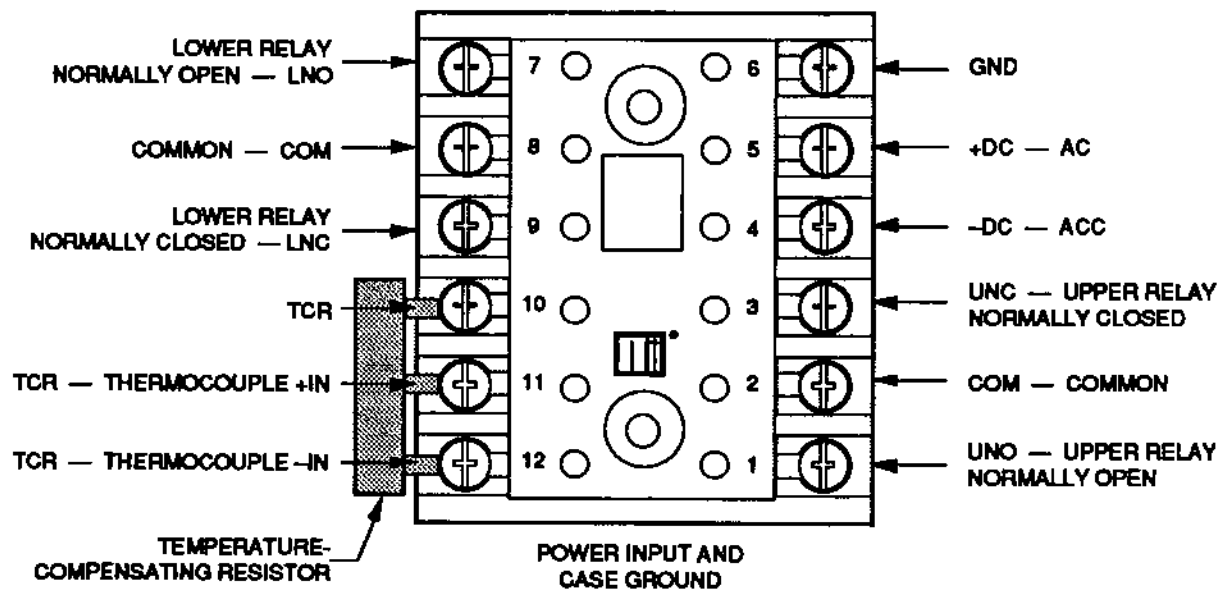 LOWER RELAY
NORMALLY OPEN — LNO
COMMON — COM
LOWER RELAY
NORMALLY CLOSED — LNC
TCR
TCR — THERMOCOUPLE +IN
TCR — THERMOCOUPLE –IN
TEMPERATURE-
COMPENSATING RESISTOR
7
8
9
10
11
12
6
5
4
3
2
1
GND
+DC — AC
–DC — ACC
UNC — UPPER RELAY
NORMALLY CLOSED
COM — COMMON
UNO — UPPER RELAY
NORMALLY OPEN
POWER INPUT AND
CASE GROUND